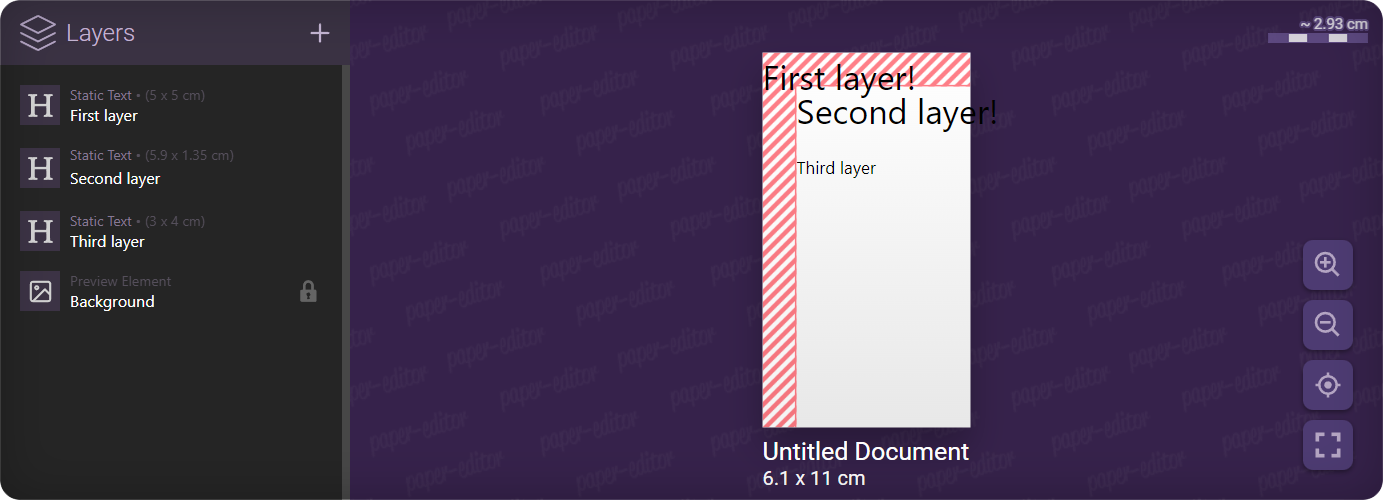 Layers
Static Text • (5 x 5 cm)
First layer
Static Text • (5.9 x 1.35 cm)
Second layer
Static Text • (3 x 4 cm)
Third layer
Preview Element
Background
~ 2.93 cm
First layer!
Second layer!
Third layer
Untitled Document
6.1 x 11 cm
paper-editor